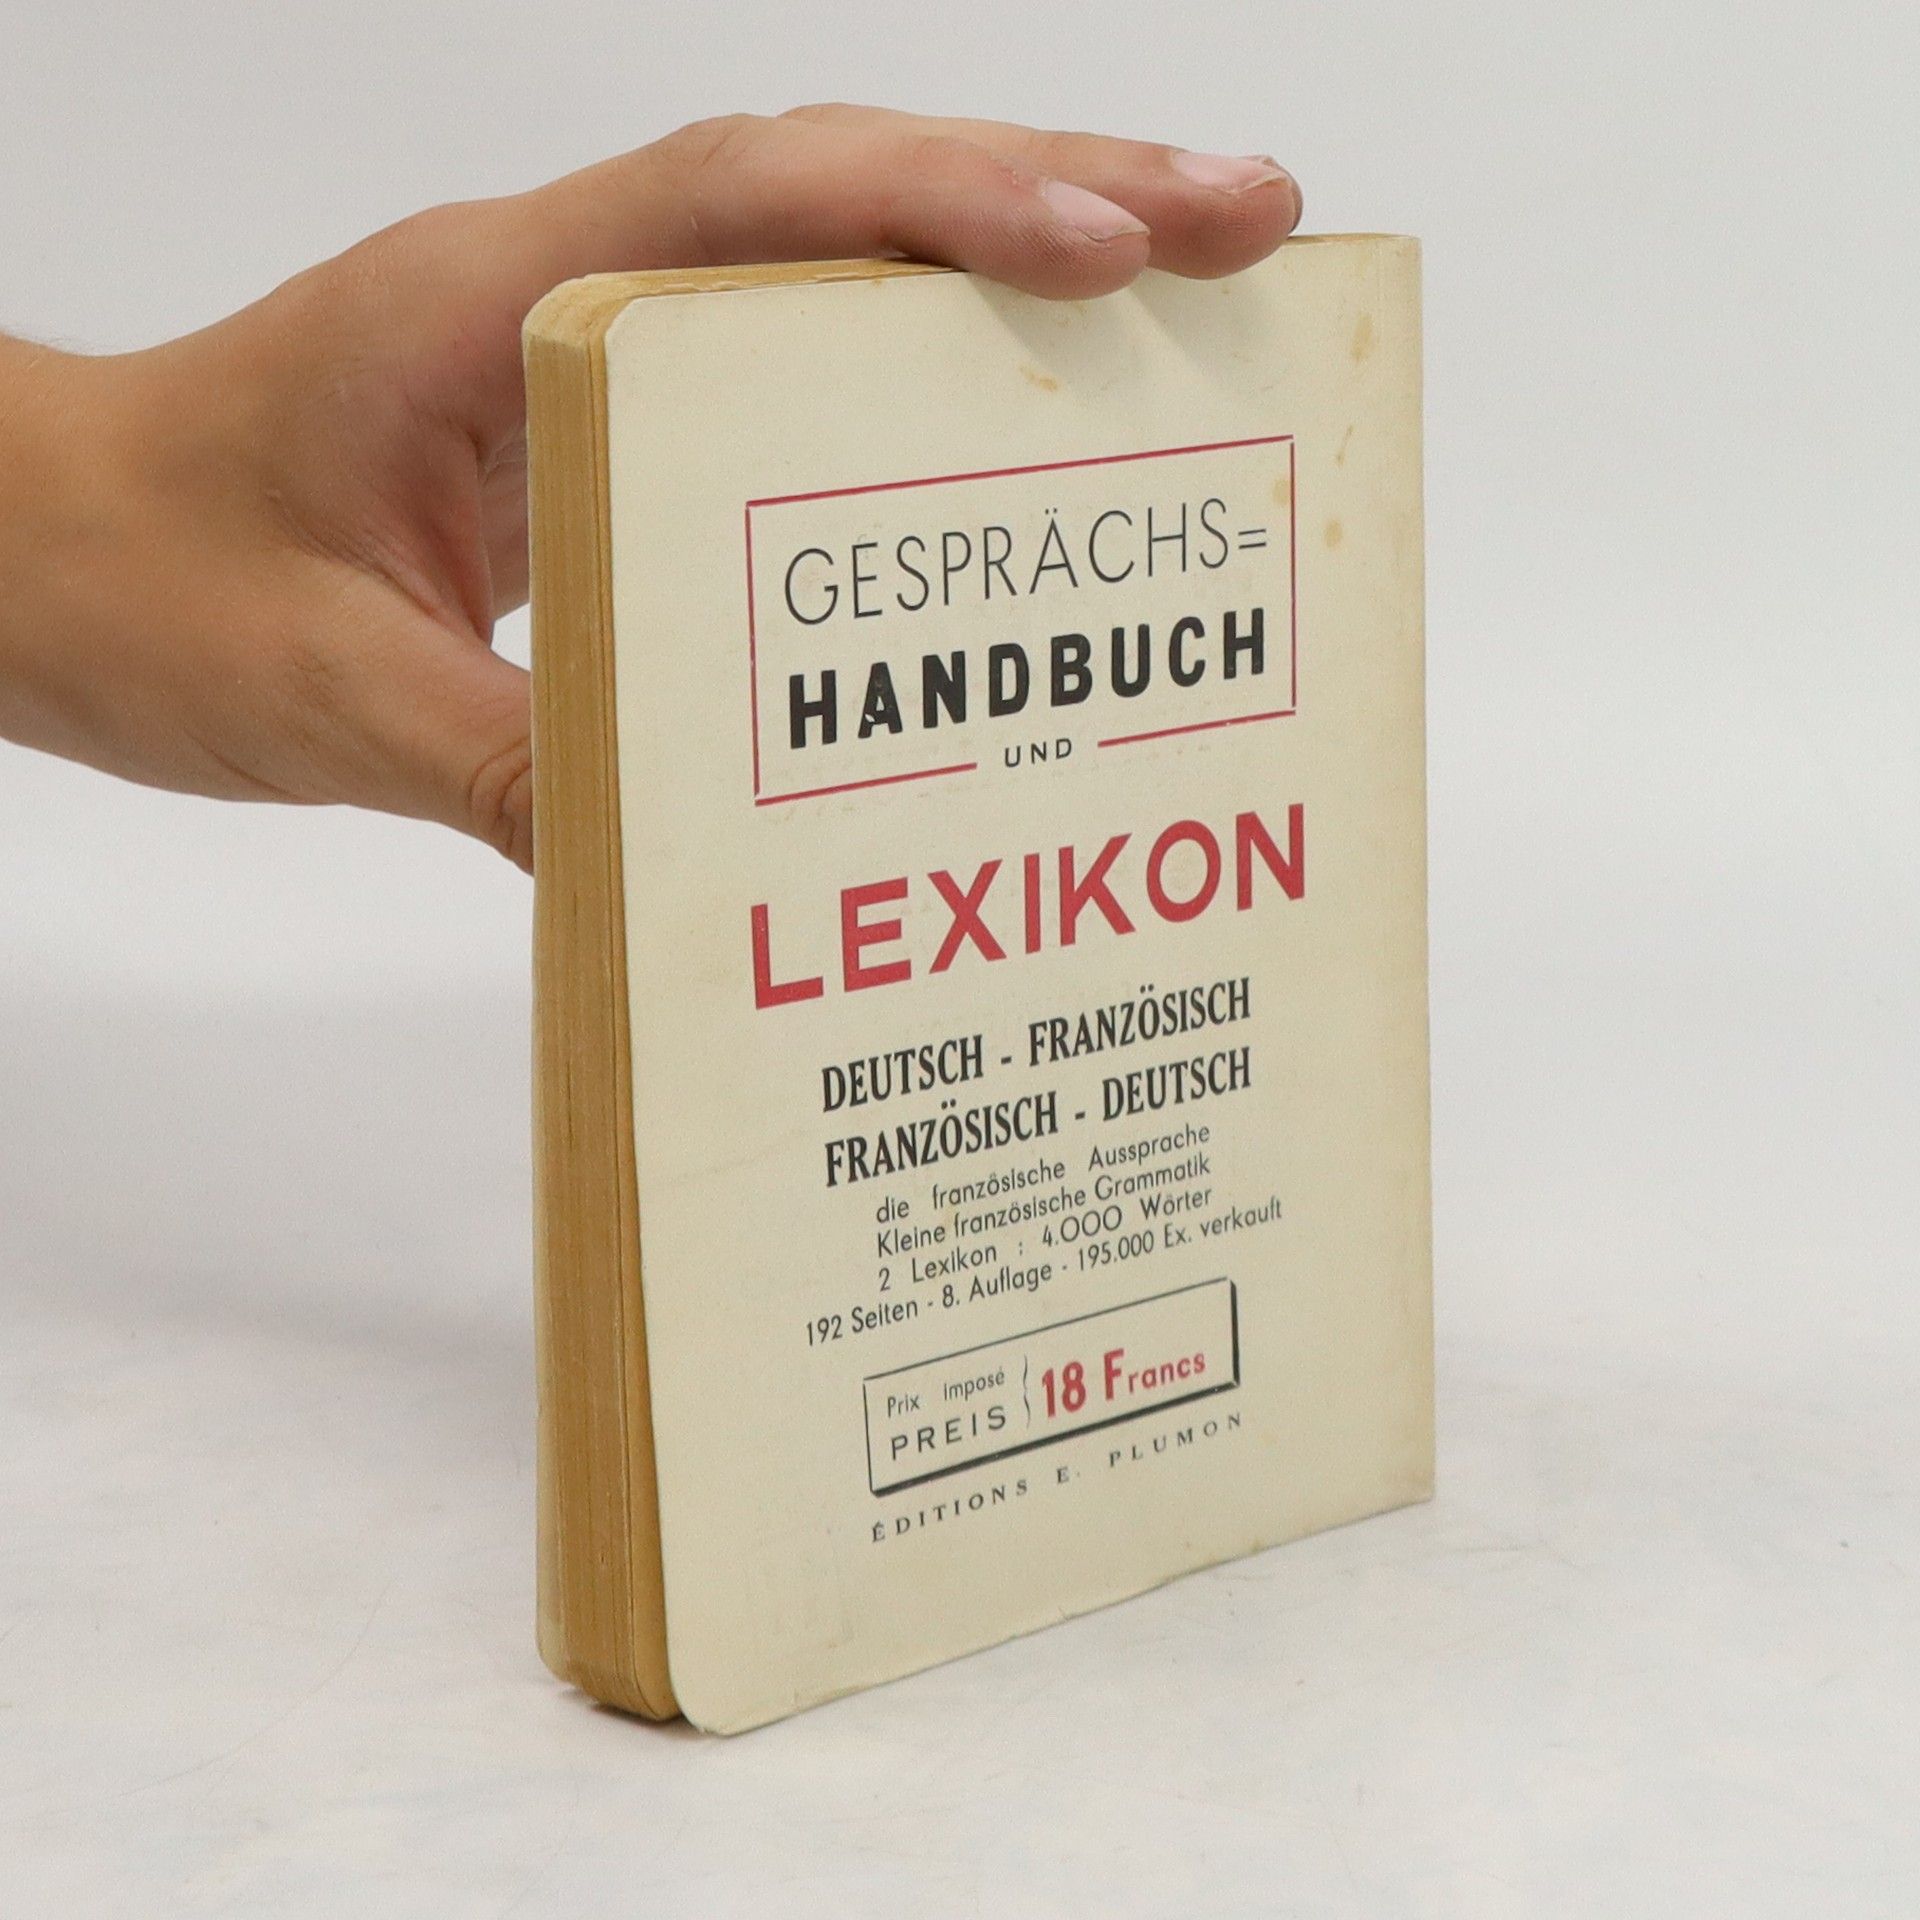 GESPRÄCHS=
HANDBUCH
UND
LEXIKON
DEUTSCH - FRANZÖSISCH
FRANZÖSISCH - DEUTSCH
die französische Aussprache
Kleine französische Grammatik
2 Lexikon : 4.000 Wörter
192 Seiten - 8. Auflage - 195.000 Ex. verkauft
Prix imposé
PREIS
18 Francs
ÉDITIONS E. PLUMON